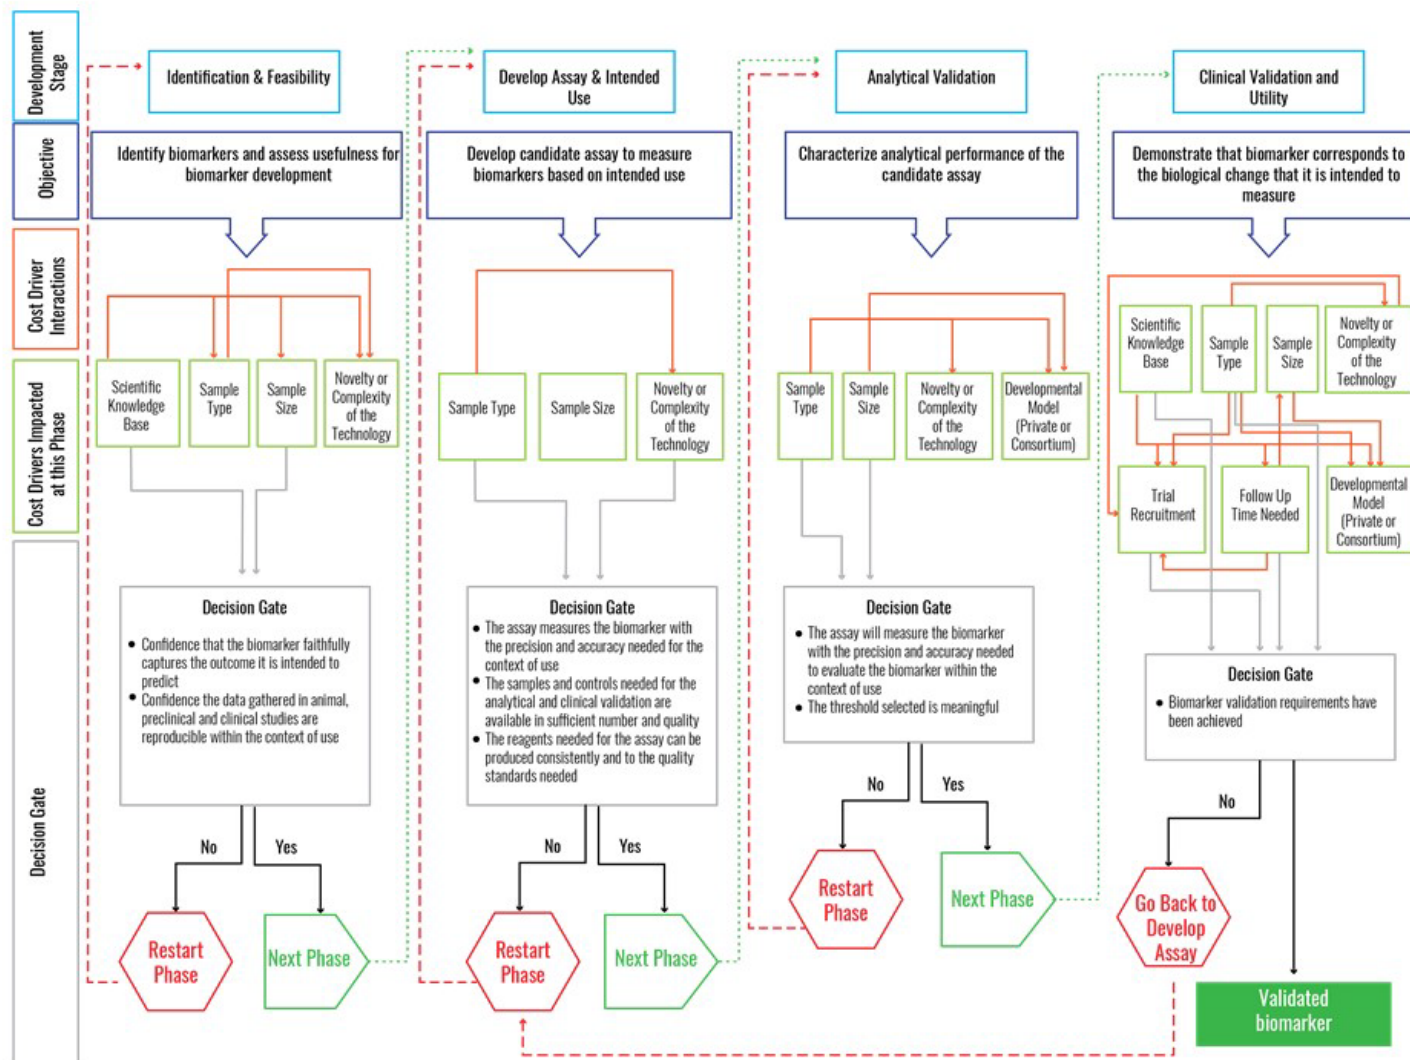 Development
Stage
Identification & Feasibility
Develop Assay & Intended
Use
Analytical Validation
Clinical Validation and
Utility
Objective
Identify biomarkers and assess usefulness for
biomarker development
Develop candidate assay to measure
biomarkers based on intended use
Characterize analytical performance of the
candidate assay
Demonstrate that biomarker corresponds to
the biological change that it is intended to
measure
Cost Driver
Interactions
Cost Drivers Impacted
at this Phase
Scientific
Knowledge
Base
Sample
Type
Sample
Size
Novelty or
Complexity
of the
Technology
Sample Type
Sample Size
Novelty or
Complexity
of the
Technology
Sample
Type
Sample
Size
Novelty or
Complexity
of the
Technology
Developmental
Model
(Private or
Consortium)
Scientific
Knowledge
Base
Sample
Type
Sample
Size
Novelty or
Complexity
of the
Technology
Trial
Recruitment
Follow Up
Time Needed
Developmental
Model
(Private or
Consortium)
Decision Gate
Decision Gate
• Confidence that the biomarker faithfully
captures the outcome it is intended to
predict
• Confidence the data gathered in animal,
preclinical and clinical studies are
reproducible within the context of use
No
Yes
Restart
Phase
Next Phase
Decision Gate
• The assay measures the biomarker with
the precision and accuracy needed for the
context of use
• The samples and controls needed for the
analytical and clinical validation are
available in sufficient number and quality
• The reagents needed for the assay can be
produced consistently and to the quality
standards needed
No
Yes
Restart
Phase
Next Phase
Decision Gate
• The assay will measure the biomarker
with the precision and accuracy needed
to evaluate the biomarker within the
context of use
• The threshold selected is meaningful
No
Yes
Restart
Phase
Next Phase
Decision Gate
• Biomarker validation requirements have
been achieved
No
Go Back to
Develop
Assay
Validated
biomarker